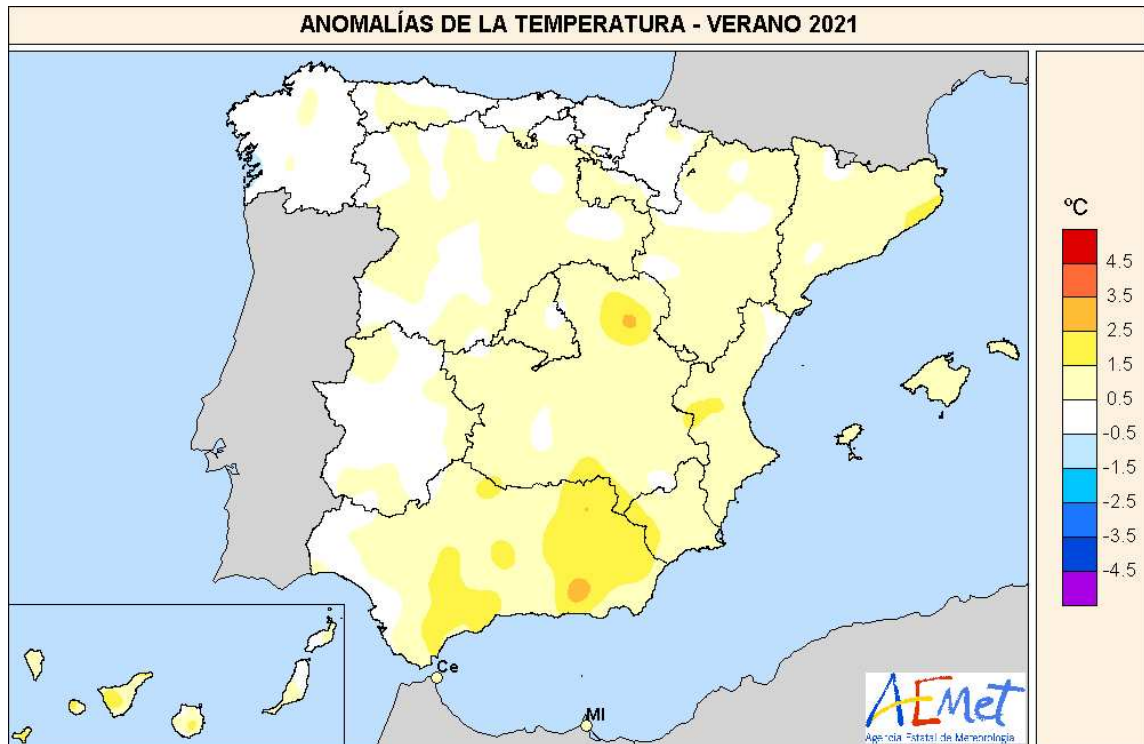 ANOMALÍAS DE LA TEMPERATURA - VERANO 2021
ºC
4.5
3.5
2.5
1.5
0.5
-0.5
-1.5
-2.5
-3.5
-4.5
Ce
Ml
AEMet
Agencia Estatal de Meteorología